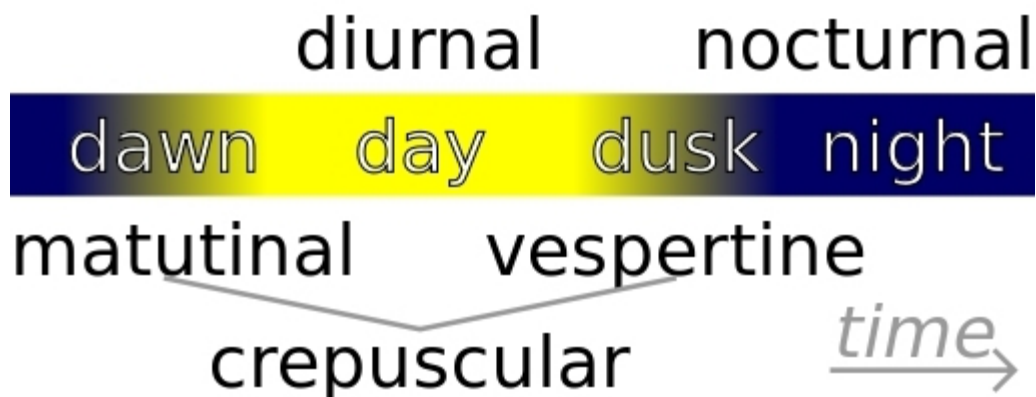 diurnal nocturnal
dawn day dusk night
matutinal vespertine
time
crepuscular